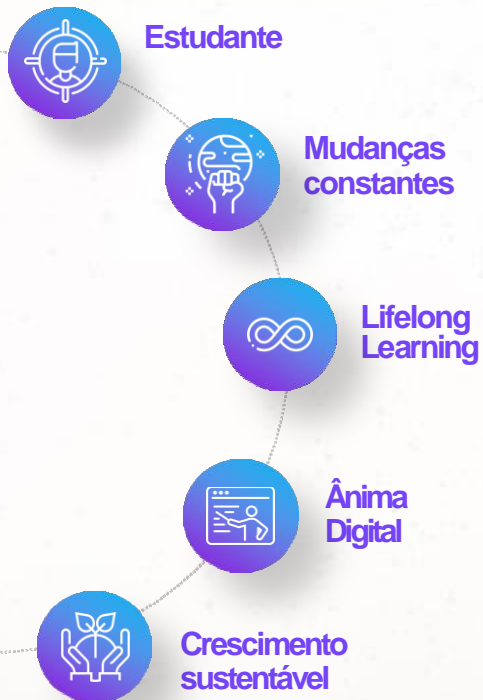 Estudante
Mudanças
constantes
Lifelong
Learning
Ânima
Digital
Crescimento
sustentável